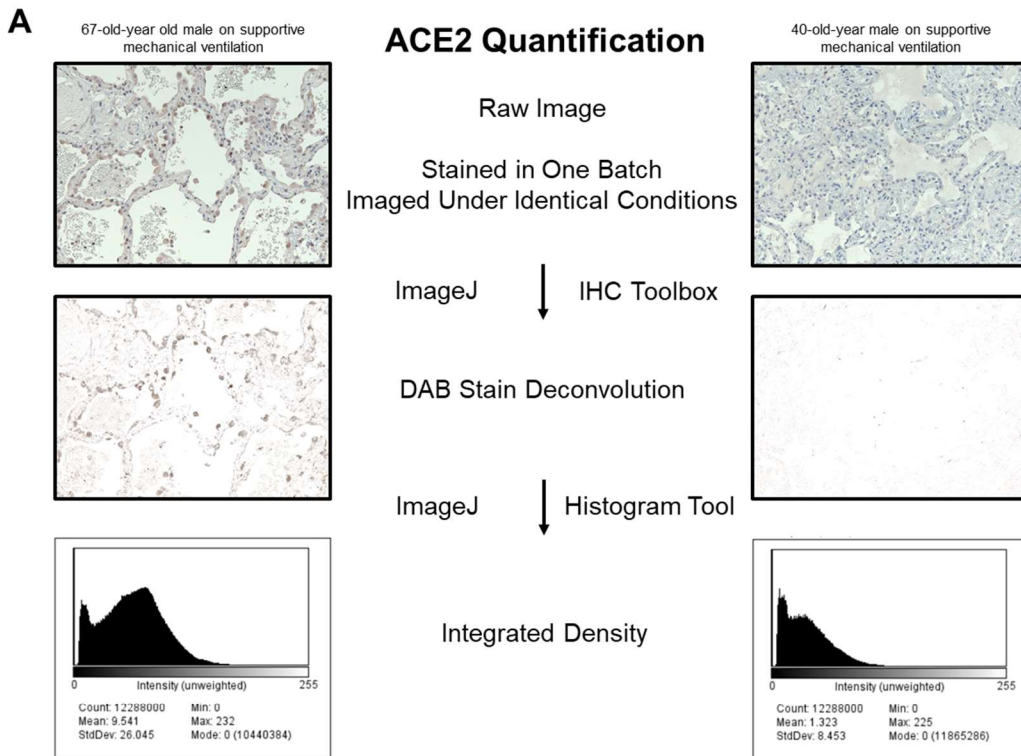 A
67-old-year old male on supportive
mechanical ventilation
ACE2 Quantification
40-old-year male on supportive
mechanical ventilation
Raw Image
Stained in One Batch
Imaged Under Identical Conditions
ImageJ
IHC Toolbox
DAB Stain Deconvolution
ImageJ
Histogram Tool
Integrated Density
0
Intensity (unweighted)
255
Count: 12288000
Min: 0
Mean: 9.541
Max: 232
StdDev: 26.045
Mode: 0 (10440384)
0
Intensity (unweighted)
255
Count: 12288000
Min: 0
Mean: 1.323
Max: 225
StdDev: 8.453
Mode: 0 (11865286)